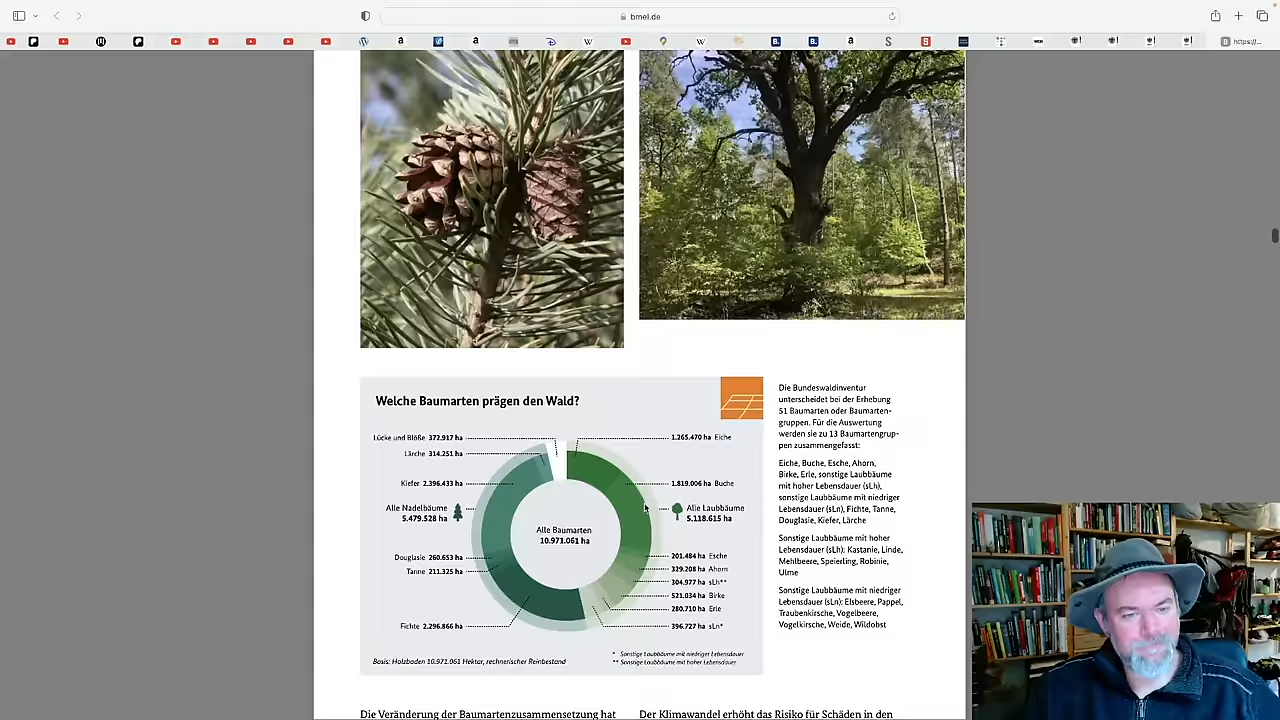 bmel.de
https://...
Welche Baumarten prägen den Wald?
Lücke und Blöße 372.917 ha
Lärche 314.251 ha
Kiefer 2.396.433 ha
Alle Nadelbäume
5.479.528 ha
Douglasie 260.653 ha
Tanne 211.325 ha
Fichte 2.296.866 ha
Alle Baumarten
10.971.061 ha
1.265.470 ha Eiche
1.819.006 ha Buche
Alle Laubbäume
5.118.615 ha
201.484 ha Esche
329.208 ha Ahorn
304.977 ha sLh**
521.034 ha Birke
280.710 ha Erle
396.727 ha sLn*
* Sonstige Laubbäume mit niedriger Lebensdauer
** Sonstige Laubbäume mit hoher Lebensdauer
Basis: Holzboden 10.971.061 Hektar, rechnerischer Reinbestand
Die Bundeswaldinventur
unterscheidet bei der Erhebung
51 Baumarten oder Baumarten-
gruppen. Für die Auswertung
werden sie zu 13 Baumartengrup-
pen zusammengefasst:
Eiche, Buche, Esche, Ahorn,
Birke, Erle, sonstige Laubbäume
mit hoher Lebensdauer (sLh),
sonstige Laubbäume mit niedriger
Lebensdauer (sLn), Fichte, Tanne,
Douglasie, Kiefer, Lärche
Sonstige Laubbäume mit hoher
Lebensdauer (sLh): Kastanie, Linde,
Mehlbeere, Speierling, Robinie,
Ulme
Sonstige Laubbäume mit niedriger
Lebensdauer (sLn): Elsbeere, Pappel,
Traubenkirsche, Vogelbeere,
Vogelkirsche, Weide, Wildobst
Die Veränderung der Baumartenzusammensetzung hat
Der Klimawandel erhöht das Risiko für Schäden in den